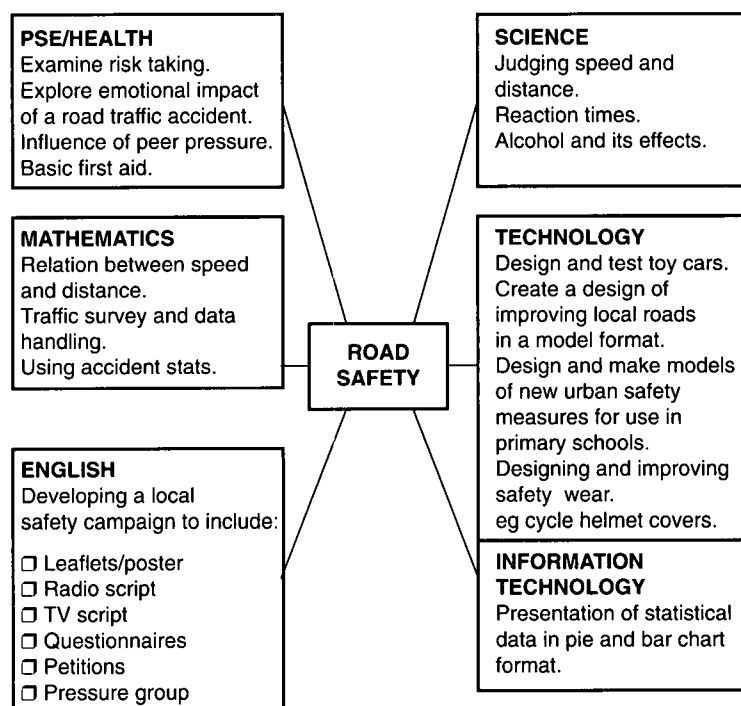 PSE/HEALTH
Examine risk taking.
Explore emotional impact
of a road traffic accident.
Influence of peer pressure.
Basic first aid.
SCIENCE
Judging speed and
distance.
Reaction times.
Alcohol and its effects.
MATHEMATICS
Relation between speed
and distance.
Traffic survey and data
handling.
Using accident stats.
ROAD
SAFETY
TECHNOLOGY
Design and test toy cars.
Create a design of
improving local roads
in a model format.
Design and make models
of new urban safety
measures for use in
primary schools.
Designing and improving
safety wear.
eg cycle helmet covers.
ENGLISH
Developing a local
safety campaign to include:
❒ Leaflets/poster
❒ Radio script
❒ TV script
❒ Questionnaires
❒ Petitions
❒ Pressure group
INFORMATION
TECHNOLOGY
Presentation of statistical
data in pie and bar chart
format.